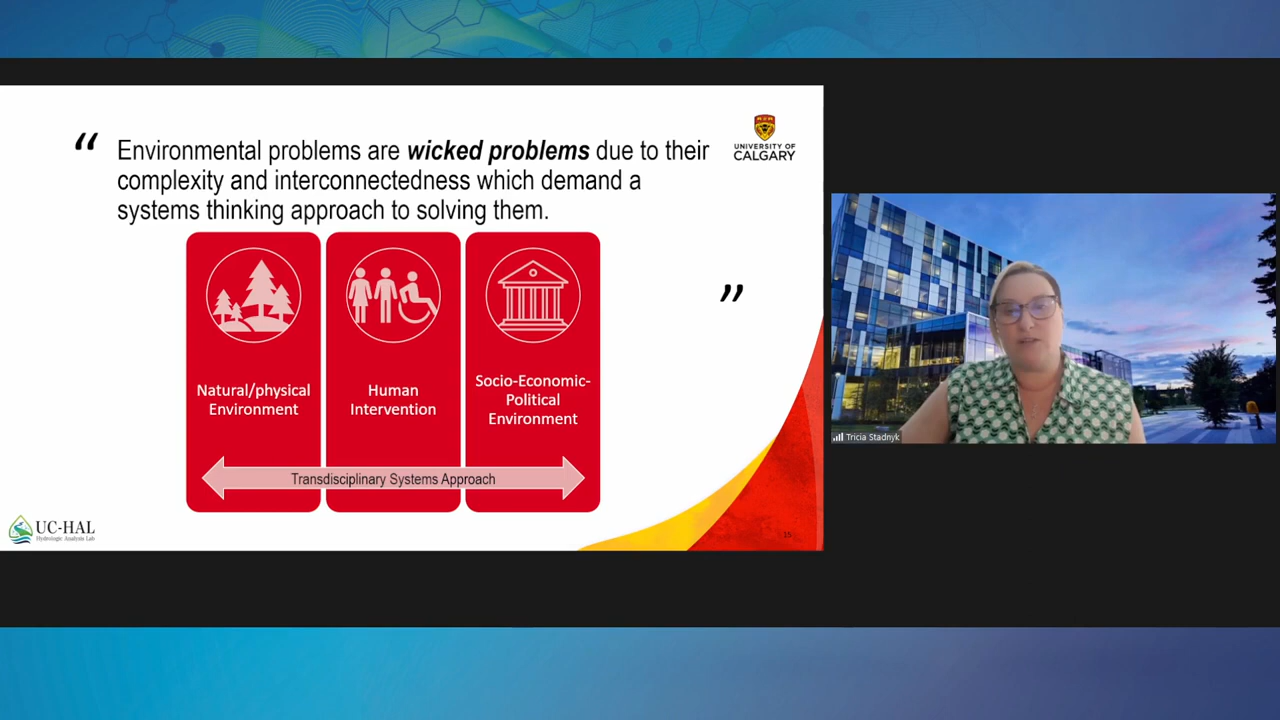 “
Environmental problems are wicked problems due to their
complexity and interconnectedness which demand a
systems thinking approach to solving them.
”
UNIVERSITY OF
CALGARY
Natural/physical
Environment
Human
Intervention
Socio-Economic-
Political
Environment
Transdisciplinary Systems Approach
UC-HAL
Hydrologic Analysis Lab
15
Tricia Stadnyk